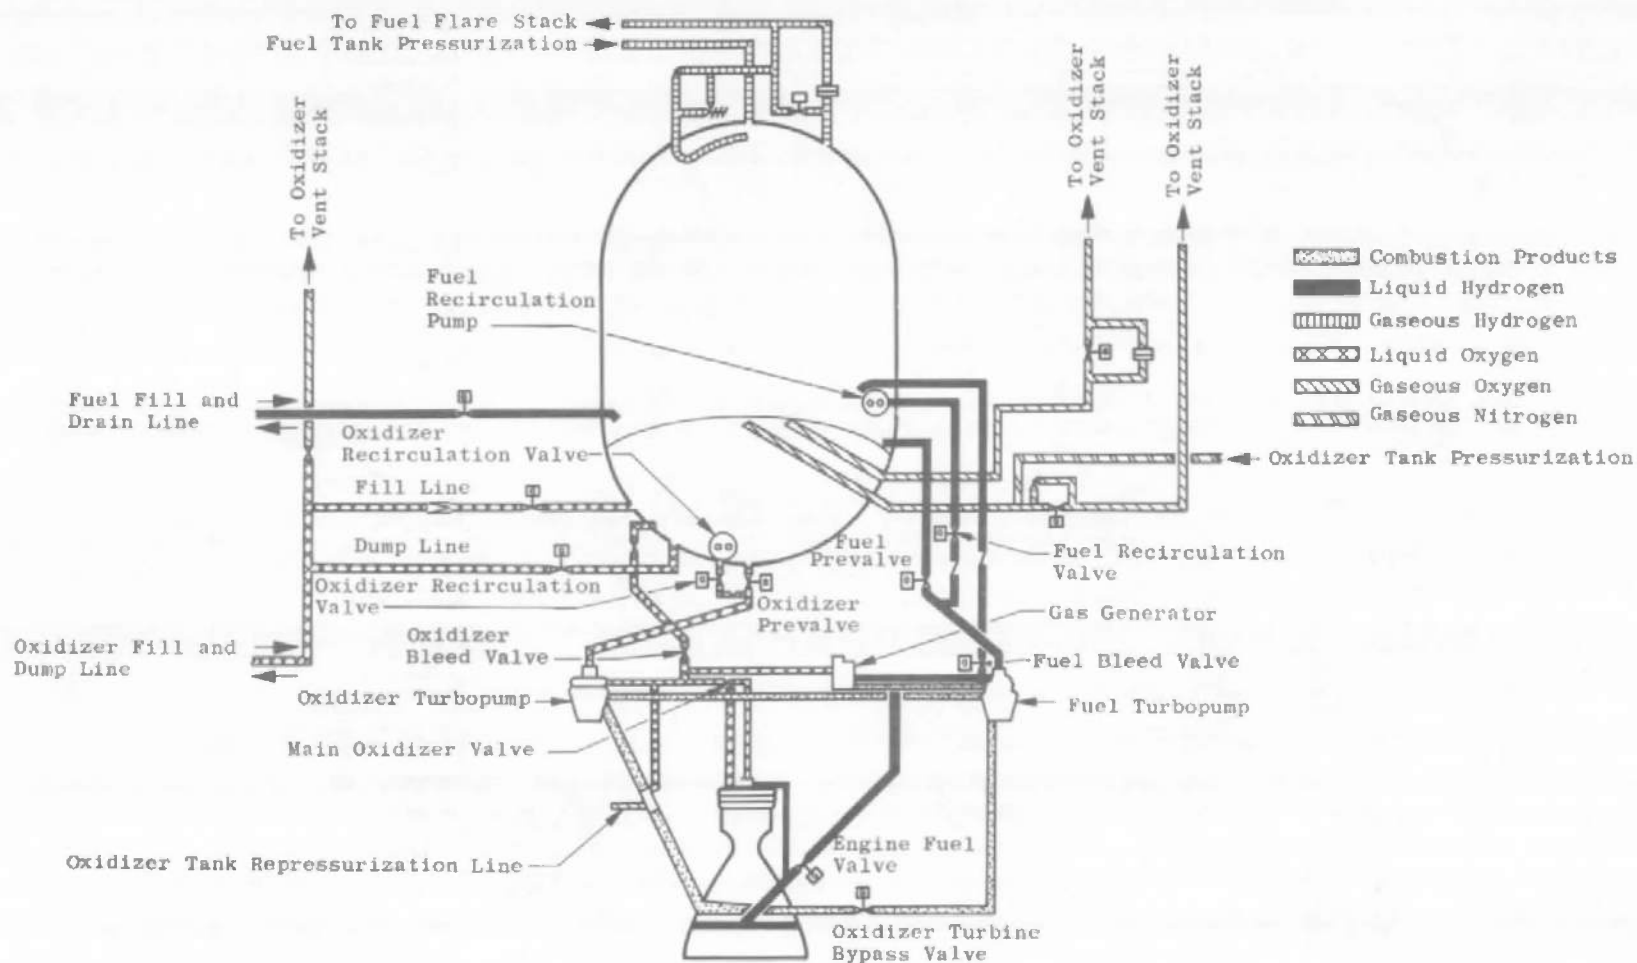 To Fuel Flare Stack
Fuel Tank Pressurization
To Oxidizer
Vent Stack
To Oxidizer
Vent Stack
To Oxidizer
Vent Stack
Fuel
Recirculation
Pump
Combustion Products
Liquid Hydrogen
Gaseous Hydrogen
Liquid Oxygen
Gaseous Oxygen
Gaseous Nitrogen
Fuel Fill and
Drain Line
Oxidizer
Recirculation Valve
Oxidizer Tank Pressurization
Fill Line
Dump Line
Fuel
Prevalve
Fuel Recirculation
Valve
Oxidizer Recirculation
Valve
Oxidizer
Prevalve
Gas Generator
Oxidizer
Bleed Valve
Oxidizer Fill and
Dump Line
Fuel Bleed Valve
Oxidizer Turbopump
Fuel Turbopump
Main Oxidizer Valve
Engine Fuel
Valve
Oxidizer Tank Repressurization Line
Oxidizer Turbine
Bypass Valve